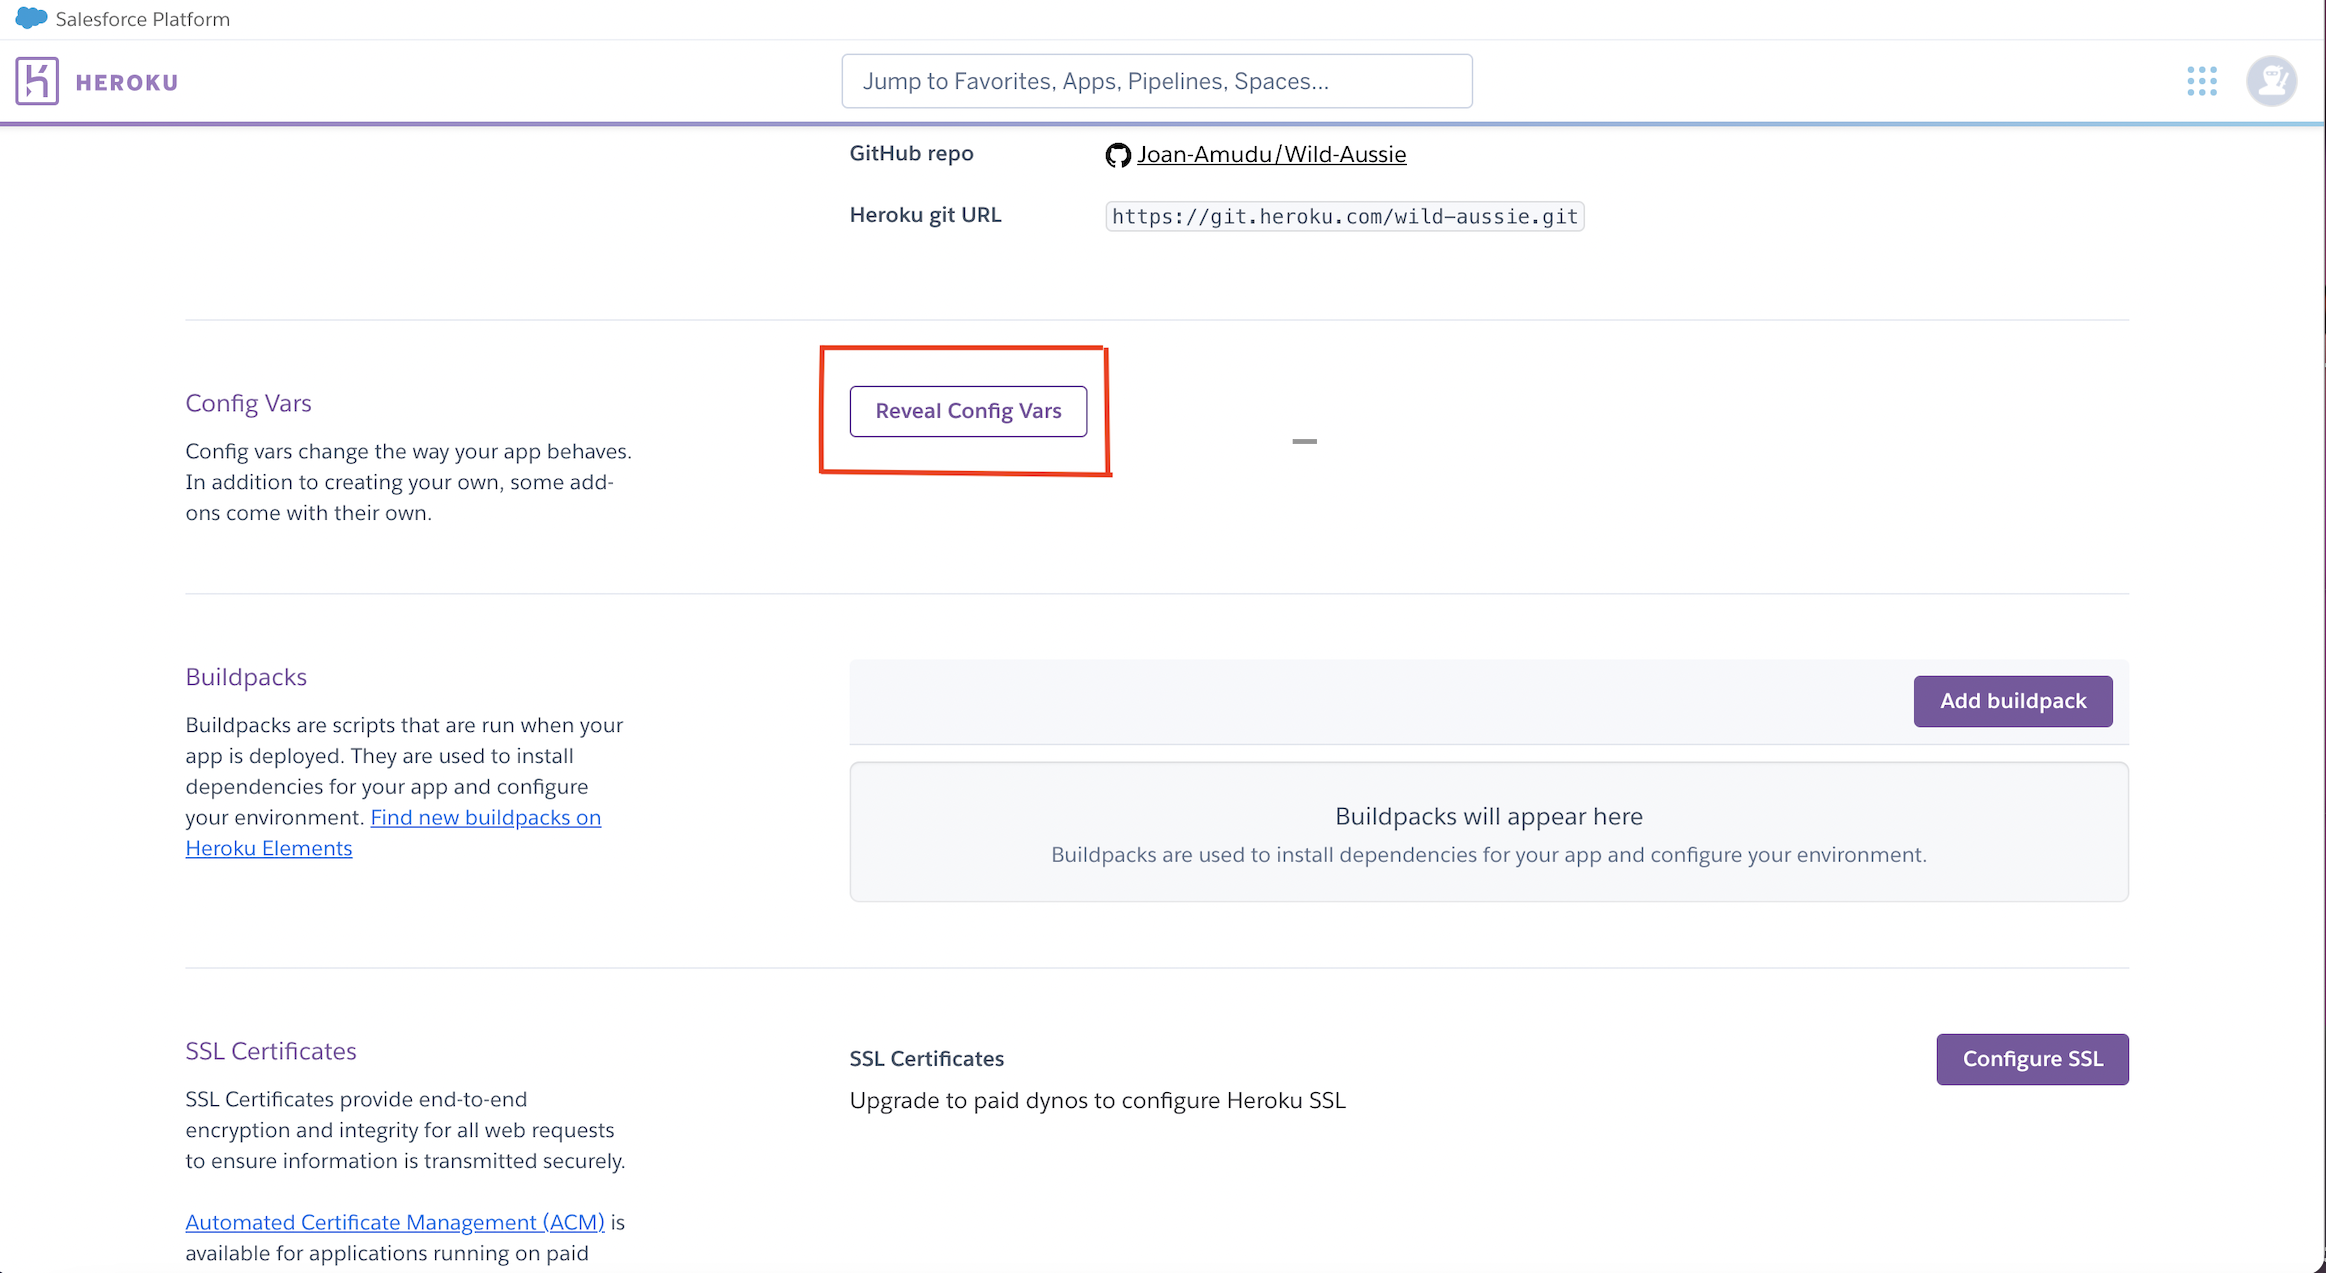 Salesforce Platform
HEROKU
Jump to Favorites, Apps, Pipelines, Spaces...
GitHub repo
Joan-Amudu/Wild-Aussie
Heroku git URL
https://git.heroku.com/wild-aussie.git
Config Vars
Config vars change the way your app behaves.
In addition to creating your own, some add-
ons come with their own.
Reveal Config Vars
Buildpacks
Buildpacks are scripts that are run when your
app is deployed. They are used to install
dependencies for your app and configure
your environment. Find new buildpacks on
Heroku Elements
Add buildpack
Buildpacks will appear here
Buildpacks are used to install dependencies for your app and configure your environment.
SSL Certificates
SSL Certificates provide end-to-end
encryption and integrity for all web requests
to ensure information is transmitted securely.
Automated Certificate Management (ACM) is
available for applications running on paid
SSL Certificates
Upgrade to paid dynos to configure Heroku SSL
Configure SSL